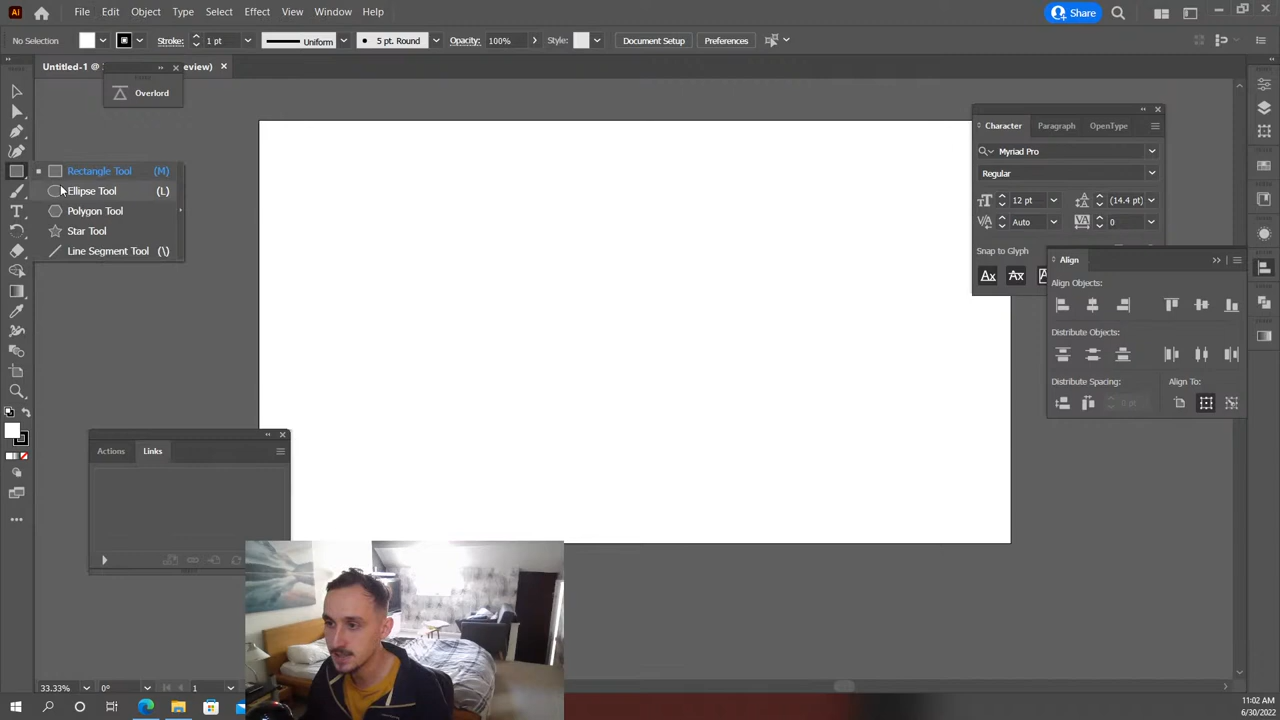 Ai File Edit Object Type Select Effect View Window Help Share
No Selection Stroke: 1 pt Uniform 5 pt. Round Opacity: 100% Style: Document Setup Preferences
Untitled-1 @ view) ×
Overlord
Rectangle Tool (M)
Ellipse Tool (L)
Polygon Tool
Star Tool
Line Segment Tool (\)
Character Paragraph OpenType
Myriad Pro
Regular
12 pt (14.4 pt)
Auto 0
Snap to Glyph
Align
Align Objects:
Distribute Objects:
Distribute Spacing: Align To:
0 pt
Actions Links
33.33% 0° 1
11:02 AM
6/30/2022